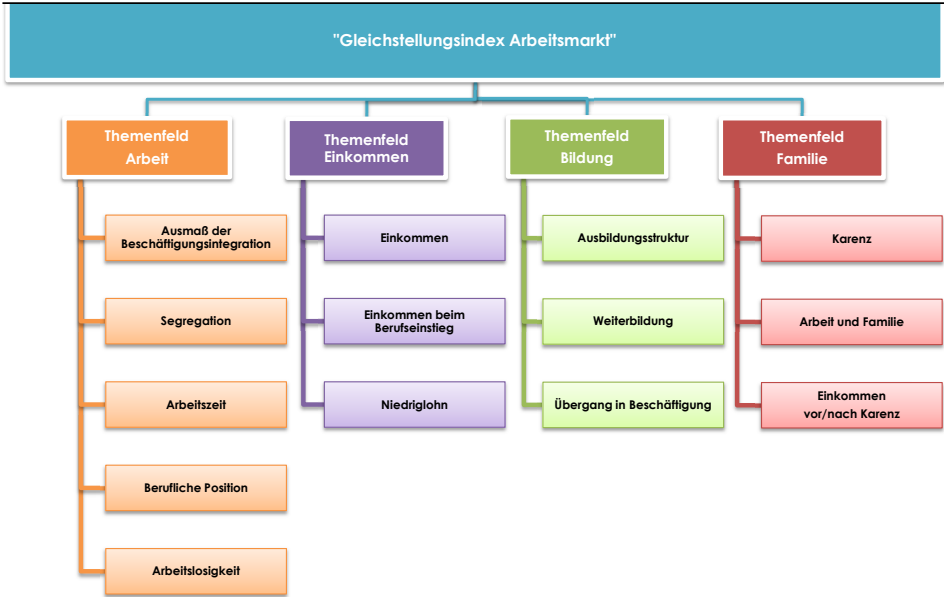 "Gleichstellungsindex Arbeitsmarkt"
Themenfeld
Arbeit
Ausmaß der
Beschäftigungsintegration
Segregation
Arbeitszeit
Berufliche Position
Arbeitslosigkeit
Themenfeld
Einkommen
Einkommen
Einkommen beim
Berufseinstieg
Niedriglohn
Themenfeld
Bildung
Ausbildungsstruktur
Weiterbildung
Übergang in Beschäftigung
Themenfeld
Familie
Karenz
Arbeit und Familie
Einkommen
vor/nach Karenz